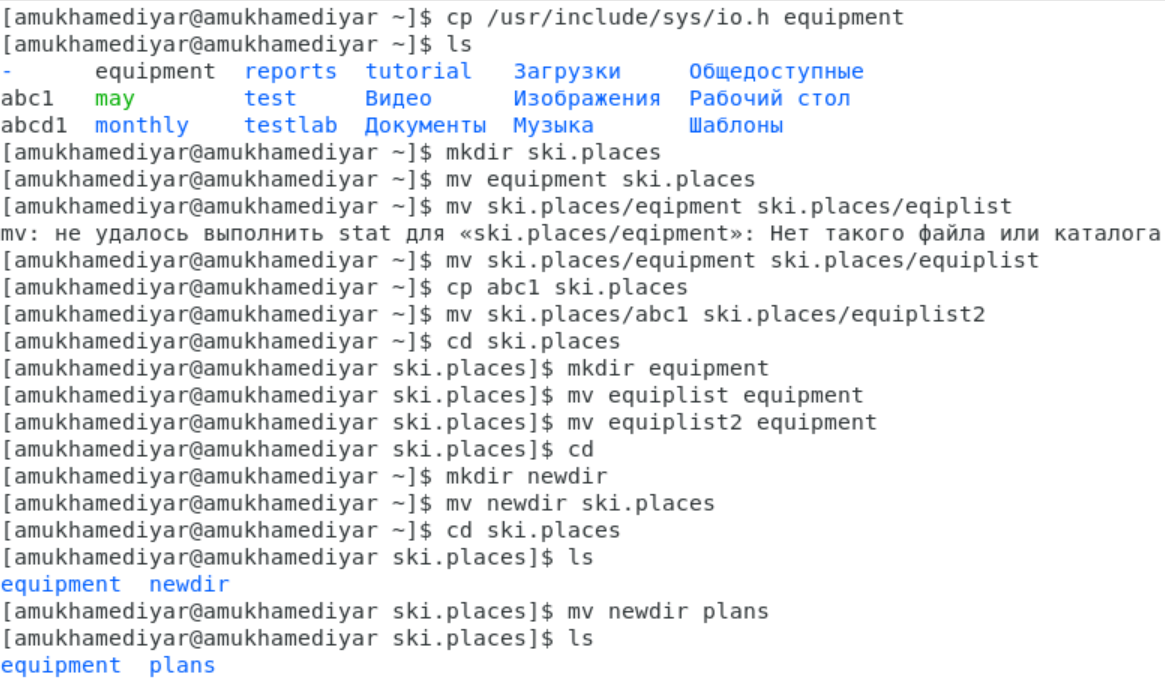 [amukhamediyar@amukhamediyar ~]$ cp /usr/include/sys/io.h equipment
[amukhamediyar@amukhamediyar ~]$ ls
-      equipment  reports  tutorial   Загрузки     Общедоступные
abc1   may        test     Видео      Изображения  Рабочий стол
abcd1  monthly    testlab  Документы  Музыка       Шаблоны
[amukhamediyar@amukhamediyar ~]$ mkdir ski.places
[amukhamediyar@amukhamediyar ~]$ mv equipment ski.places
[amukhamediyar@amukhamediyar ~]$ mv ski.places/eqipment ski.places/eqiplist
mv: не удалось выполнить stat для «ski.places/eqipment»: Нет такого файла или каталога
[amukhamediyar@amukhamediyar ~]$ mv ski.places/equipment ski.places/equiplist
[amukhamediyar@amukhamediyar ~]$ cp abc1 ski.places
[amukhamediyar@amukhamediyar ~]$ mv ski.places/abc1 ski.places/equiplist2
[amukhamediyar@amukhamediyar ~]$ cd ski.places
[amukhamediyar@amukhamediyar ski.places]$ mkdir equipment
[amukhamediyar@amukhamediyar ski.places]$ mv equiplist equipment
[amukhamediyar@amukhamediyar ski.places]$ mv equiplist2 equipment
[amukhamediyar@amukhamediyar ski.places]$ cd
[amukhamediyar@amukhamediyar ~]$ mkdir newdir
[amukhamediyar@amukhamediyar ~]$ mv newdir ski.places
[amukhamediyar@amukhamediyar ~]$ cd ski.places
[amukhamediyar@amukhamediyar ski.places]$ ls
equipment  newdir
[amukhamediyar@amukhamediyar ski.places]$ mv newdir plans
[amukhamediyar@amukhamediyar ski.places]$ ls
equipment  plans